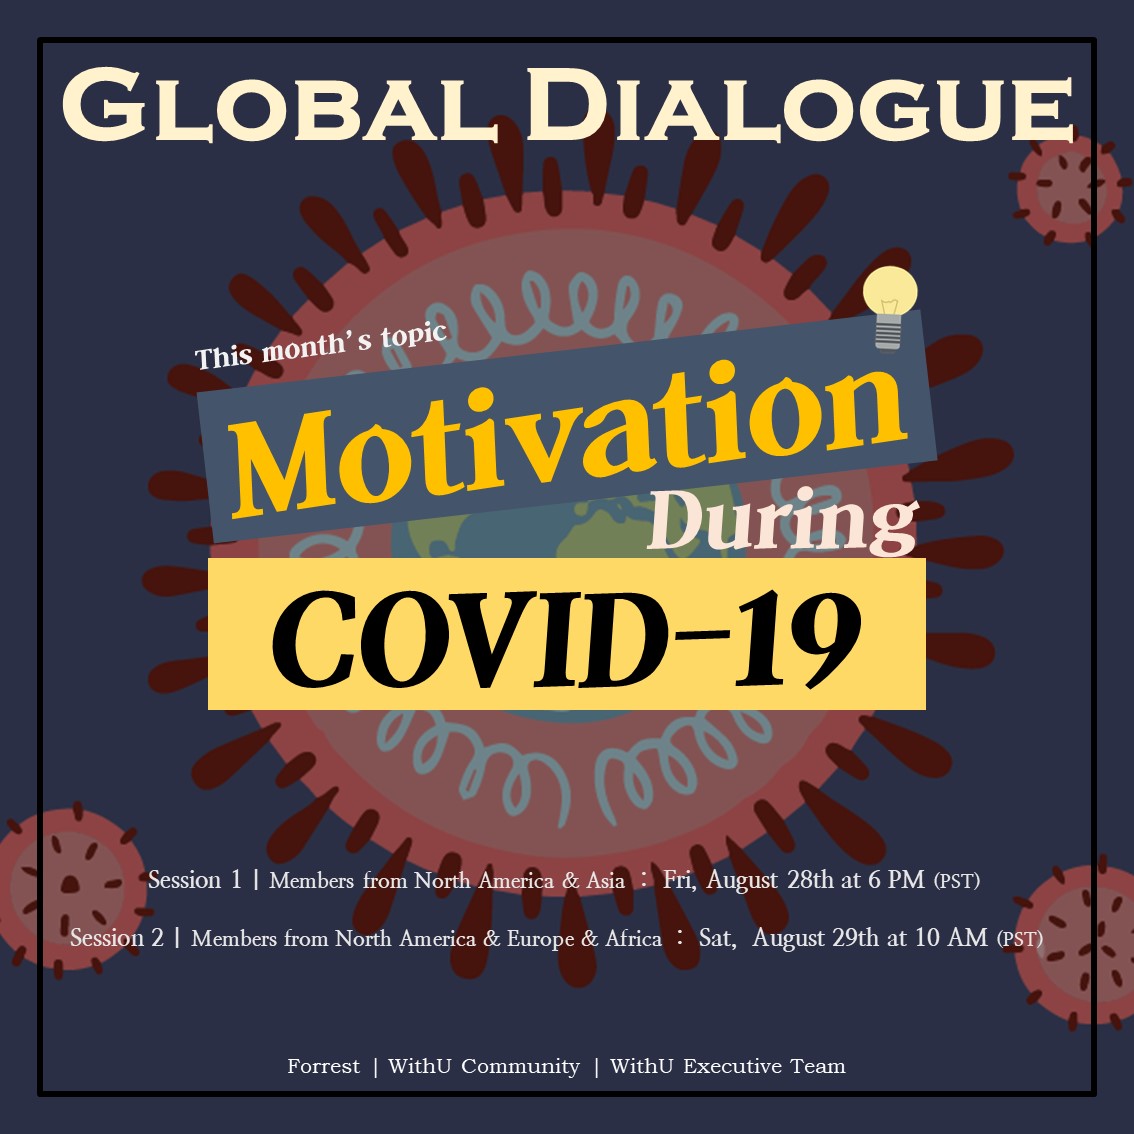 GLOBAL DIALOGUE
This month's topic
Motivation
During
COVID-19
Session 1 | Members from North America & Asia : Fri, August 28th at 6 PM (PST)
Session 2 | Members from North America & Europe & Africa : Sat, August 29th at 10 AM (PST)
Forrest | WithU Community | WithU Executive Team